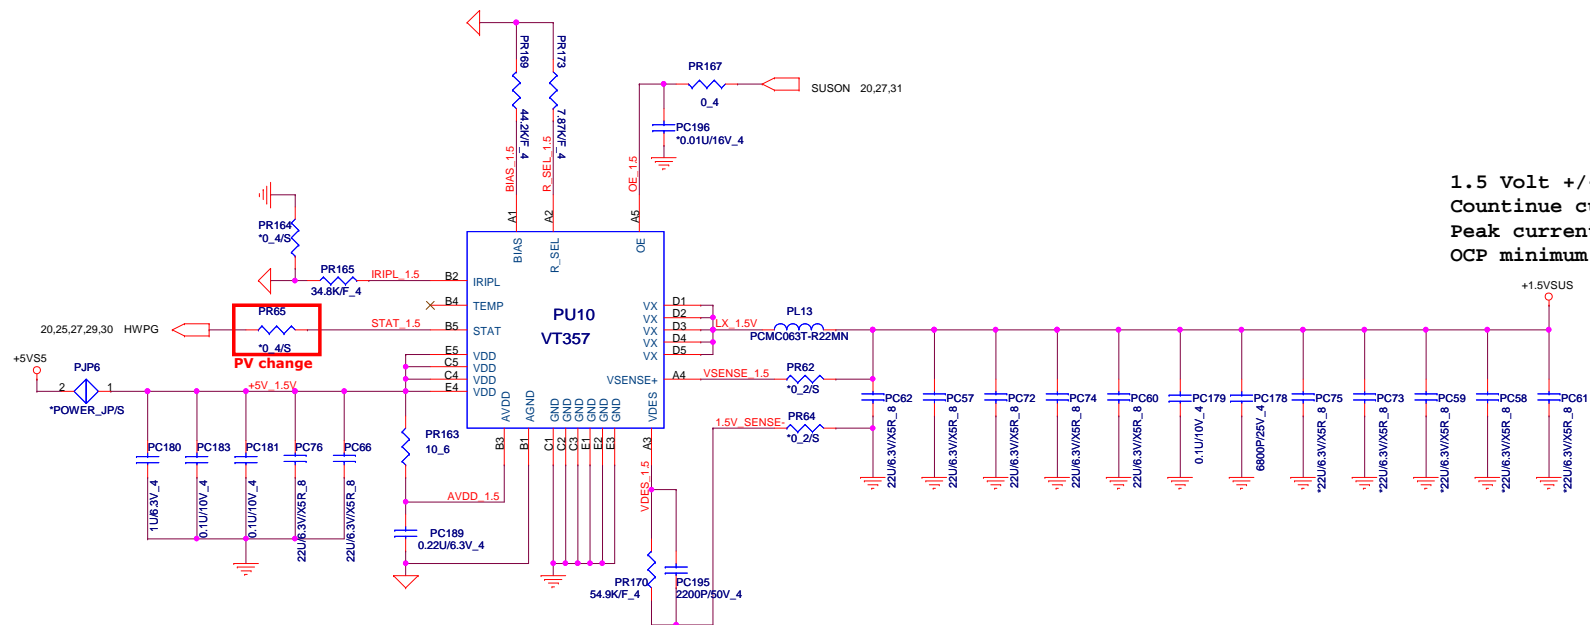 PR169
44.2K/F_4
PR173
7.87K/F_4
PR167
0_4
SUSON 20,27,31
PC196
*0.01U/16V_4
BIAS_1.5
R_SEL_1.5
OE_1.5
A1
A2
A5
1.5 Volt +/
Countinue cu
Peak current
OCP minimum
+1.5VSUS
PR164
*0_4/S
PR165
34.8K/F_4
IRIPL_1.5
B2
IRIPL
BIAS
R_SEL
OE
B4
TEMP
PR65
*0_4/S
PV change
20,25,27,29,30 HWPG
STAT_1.5
B5
STAT
PU10
VT357
VX
VX
VX
VX
VX
D1
D2
D3
D4
D5
LX_1.5V
PL13
PCMC063T-R22MN
+5VS5
PJP6
2
1
*POWER_JP/S
+5V_1.5V
E5
C5
C4
E4
VDD
VDD
VDD
VDD
VSENSE+
A4
VSENSE_1.5
PR62
*0_2/S
1.5V_SENSE-
PR64
*0_2/S
AVDD
AGND
GND
GND
GND
GND
GND
GND
VDES
B3
B1
C1
C2
C3
E1
E2
E3
A3
PC62
22U/6.3V/X5R_8
PC57
22U/6.3V/X5R_8
PC72
22U/6.3V/X5R_8
PC74
22U/6.3V/X5R_8
PC60
22U/6.3V/X5R_8
PC179
0.1U/10V_4
PC178
6800P/25V_4
PC75
*22U/6.3V/X5R_8
PC73
*22U/6.3V/X5R_8
PC59
*22U/6.3V/X5R_8
PC58
*22U/6.3V/X5R_8
PC61
*22U/6.3V/X5R_8
PC180
1U/6.3V_4
PC183
0.1U/10V_4
PC181
0.1U/10V_4
PC76
22U/6.3V/X5R_8
PC66
22U/6.3V/X5R_8
PR163
10_6
AVDD_1.5
PC189
0.22U/6.3V_4
VDES_1.5
PR170
54.9K/F_4
PC195
2200P/50V_4